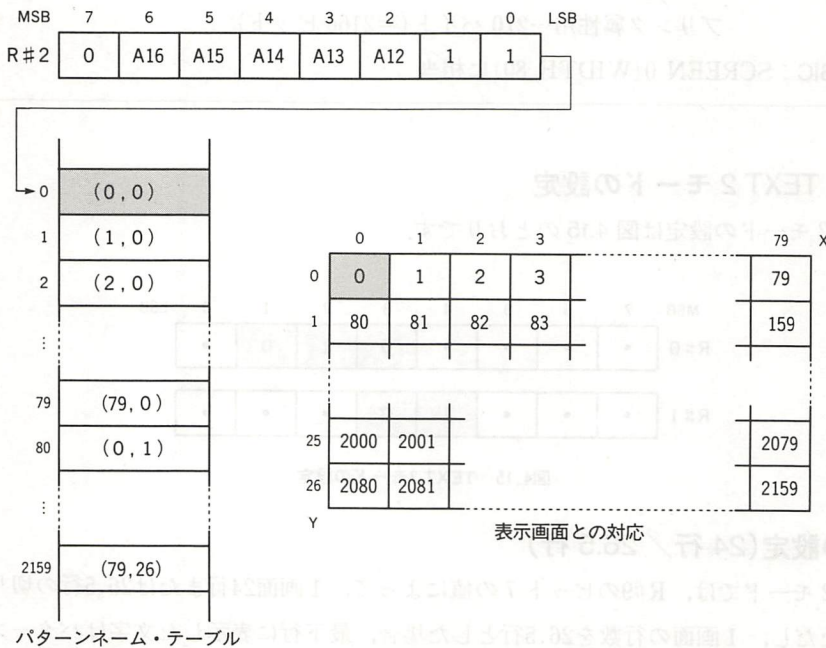 MSB 7 6 5 4 3 2 1 0 LSB
R#2 0 A16 A15 A14 A13 A12 1 1
0 (0,0)
1 (1,0)
2 (2,0)
⋮
79 (79,0)
80 (0,1)
⋮
2159 (79,26)
パターンネーム・テーブル
0 1 2 3 79 X
0 0 1 2 3 79
1 80 81 82 83 159
25 2000 2001 2079
26 2080 2081 2159
Y
表示画面との対応